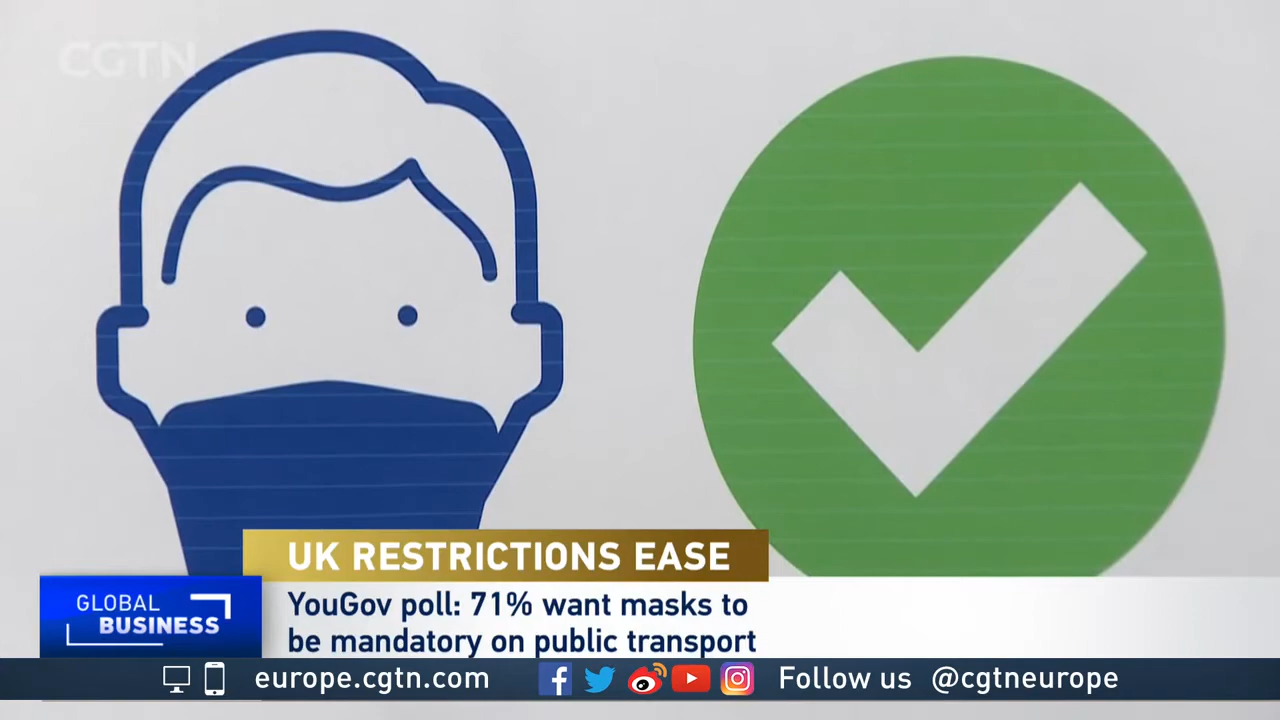 CGTN
UK RESTRICTIONS EASE
GLOBAL
BUSINESS
YouGov poll: 71% want masks to
be mandatory on public transport
europe.cgtn.com
Follow us @cgtneurope